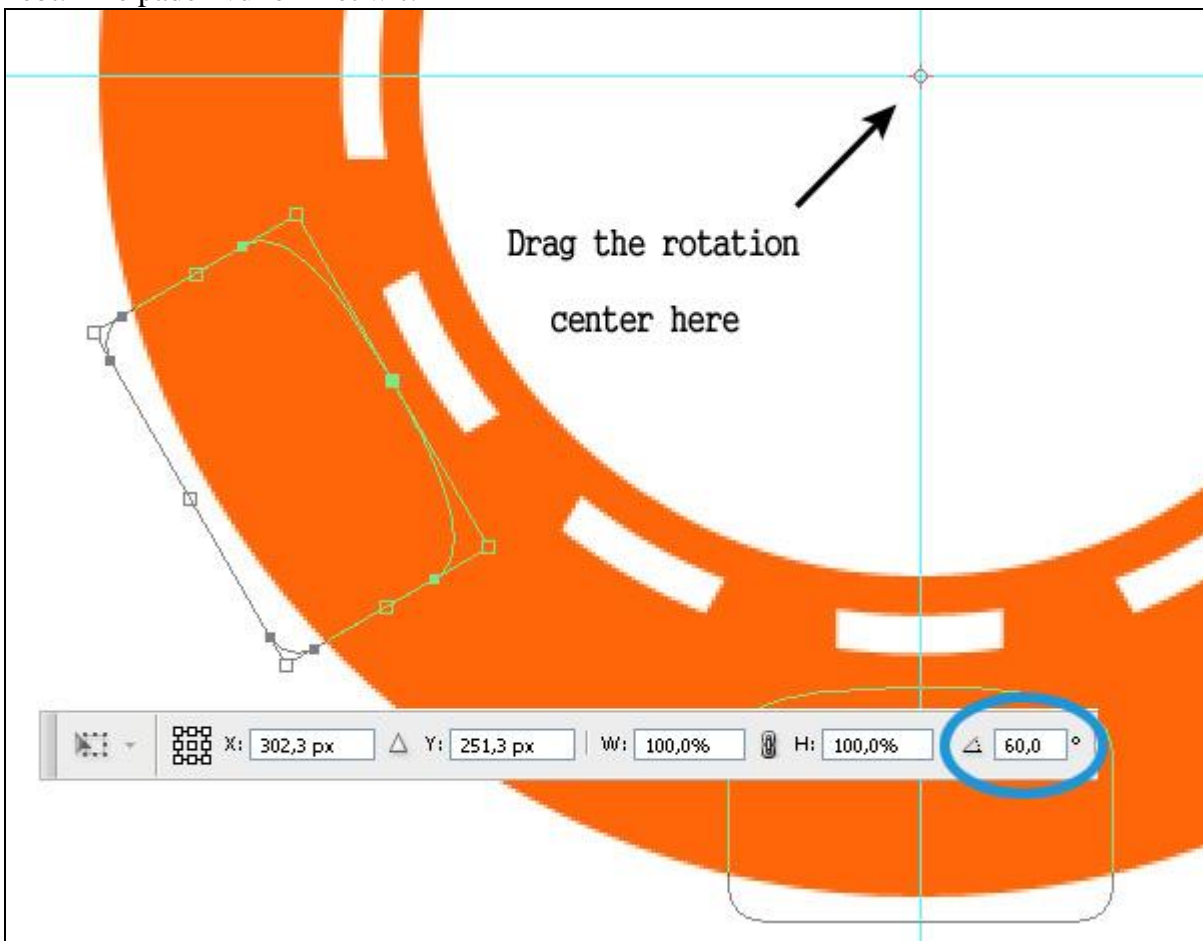 Drag the rotation
center here
X: 302,3 px Y: 251,3 px W: 100,0% H: 100,0% 60,0 °